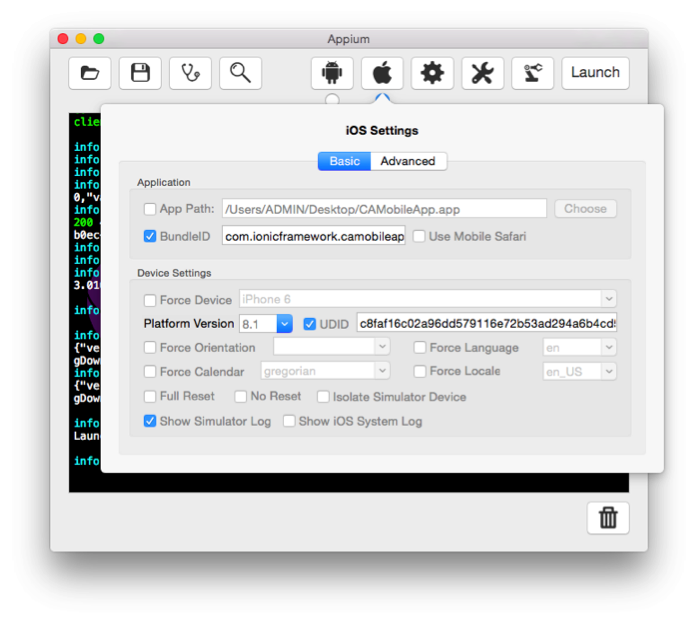 Appium
Launch
clie
info
info
info
info
0,"v
info
200
b0ec
info
info
info
3.01
info
info
{"ve
gDow
info
{"ve
gDow
info
Laun
info
iOS Settings
Basic Advanced
Application
App Path: /Users/ADMIN/Desktop/CAMobileApp.app Choose
BundleID com.ionicframework.camobileap Use Mobile Safari
Device Settings
Force Device iPhone 6
Platform Version 8.1 UDID c8faf16c02a96dd579116e72b53ad294a6b4cd
Force Orientation Force Language en
Force Calendar gregorian Force Locale en_US
Full Reset No Reset Isolate Simulator Device
Show Simulator Log Show iOS System Log